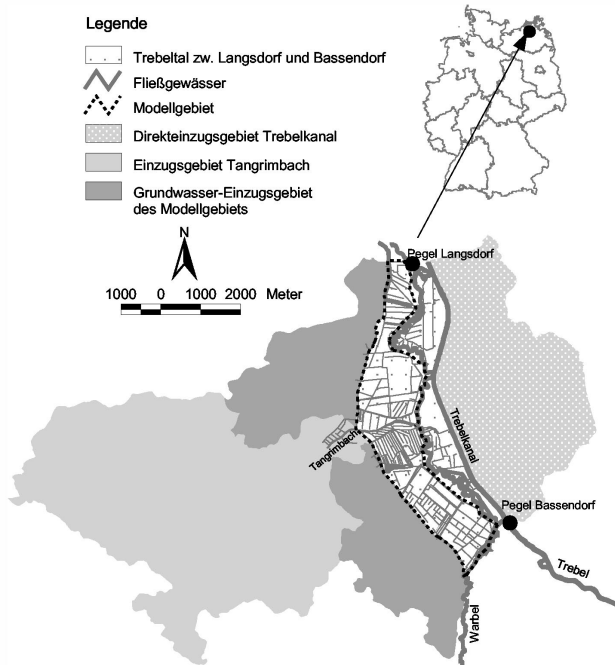 Legende
Trebeltal zw. Langsdorf und Bassendorf
Fließgewässer
Modellgebiet
Direkteinzugsgebiet Trebelkanal
Einzugsgebiet Tangrimbach
Grundwasser-Einzugsgebiet
des Modellgebiets
N
1000 0 1000 2000 Meter
Pegel Langsdorf
Trebelkanal
Tangrimbach
Pegel Bassendorf
Trebel
Warbel